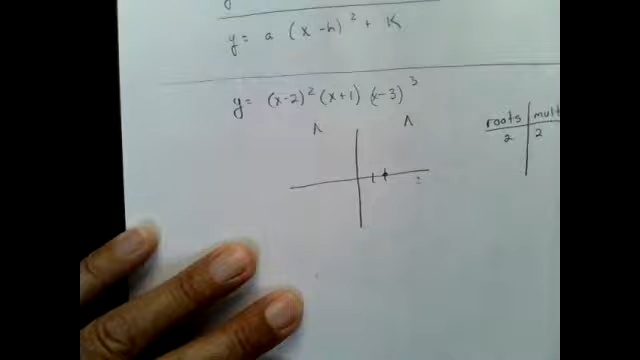 y = a (x-h)² + K
y = (x-2)² (x+1) (x-3)³
roots mult
2 2